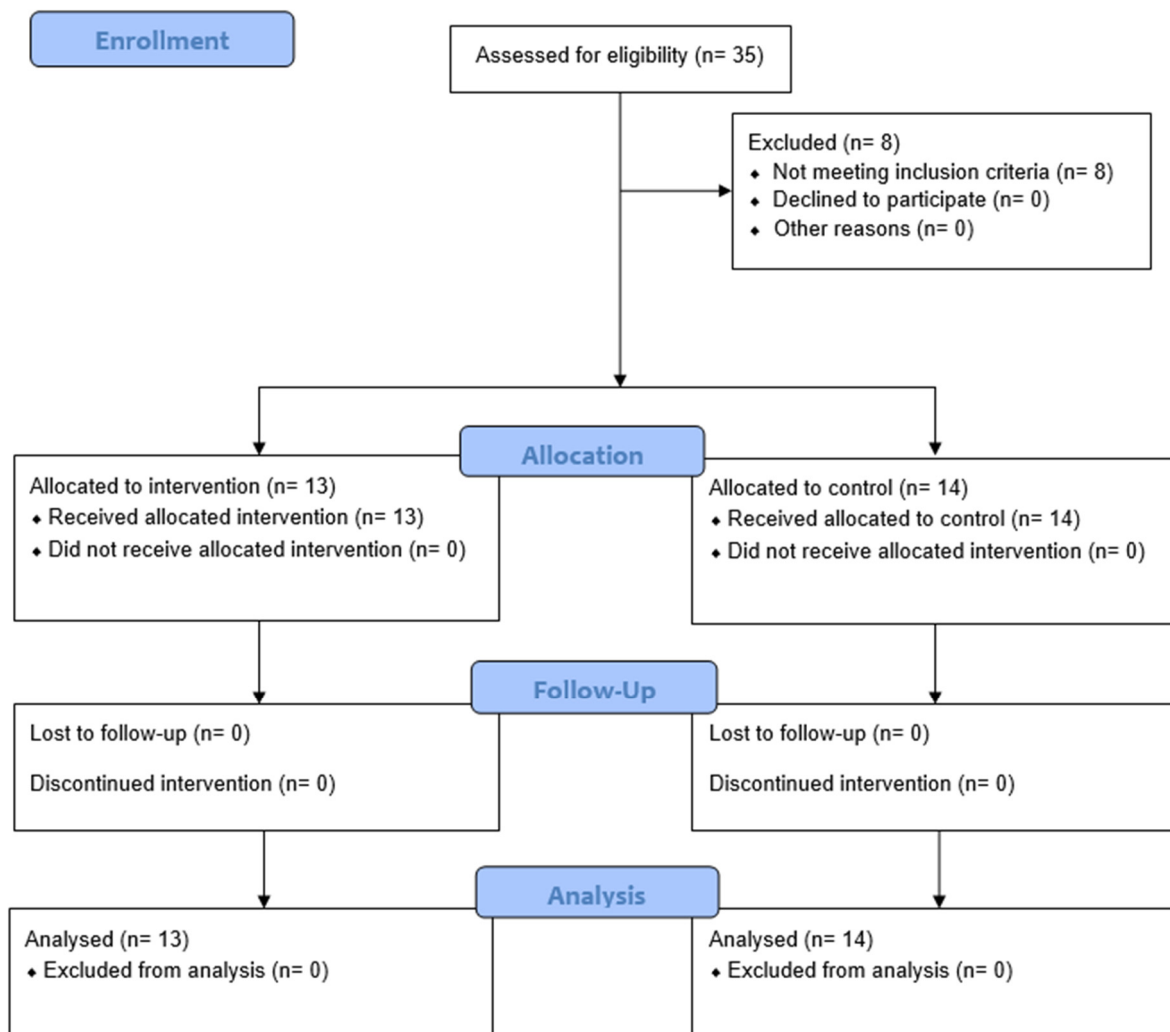 Enrollment
Assessed for eligibility (n= 35)
Excluded (n= 8)
⬥ Not meeting inclusion criteria (n= 8)
⬥ Declined to participate (n= 0)
⬥ Other reasons (n= 0)
Allocation
Allocated to intervention (n= 13)
⬥ Received allocated intervention (n= 13)
⬥ Did not receive allocated intervention (n= 0)
Allocated to control (n= 14)
⬥ Received allocated to control (n= 14)
⬥ Did not receive allocated intervention (n= 0)
Follow-Up
Lost to follow-up (n= 0)
Discontinued intervention (n= 0)
Lost to follow-up (n= 0)
Discontinued intervention (n= 0)
Analysis
Analysed (n= 13)
⬥ Excluded from analysis (n= 0)
Analysed (n= 14)
⬥ Excluded from analysis (n= 0)